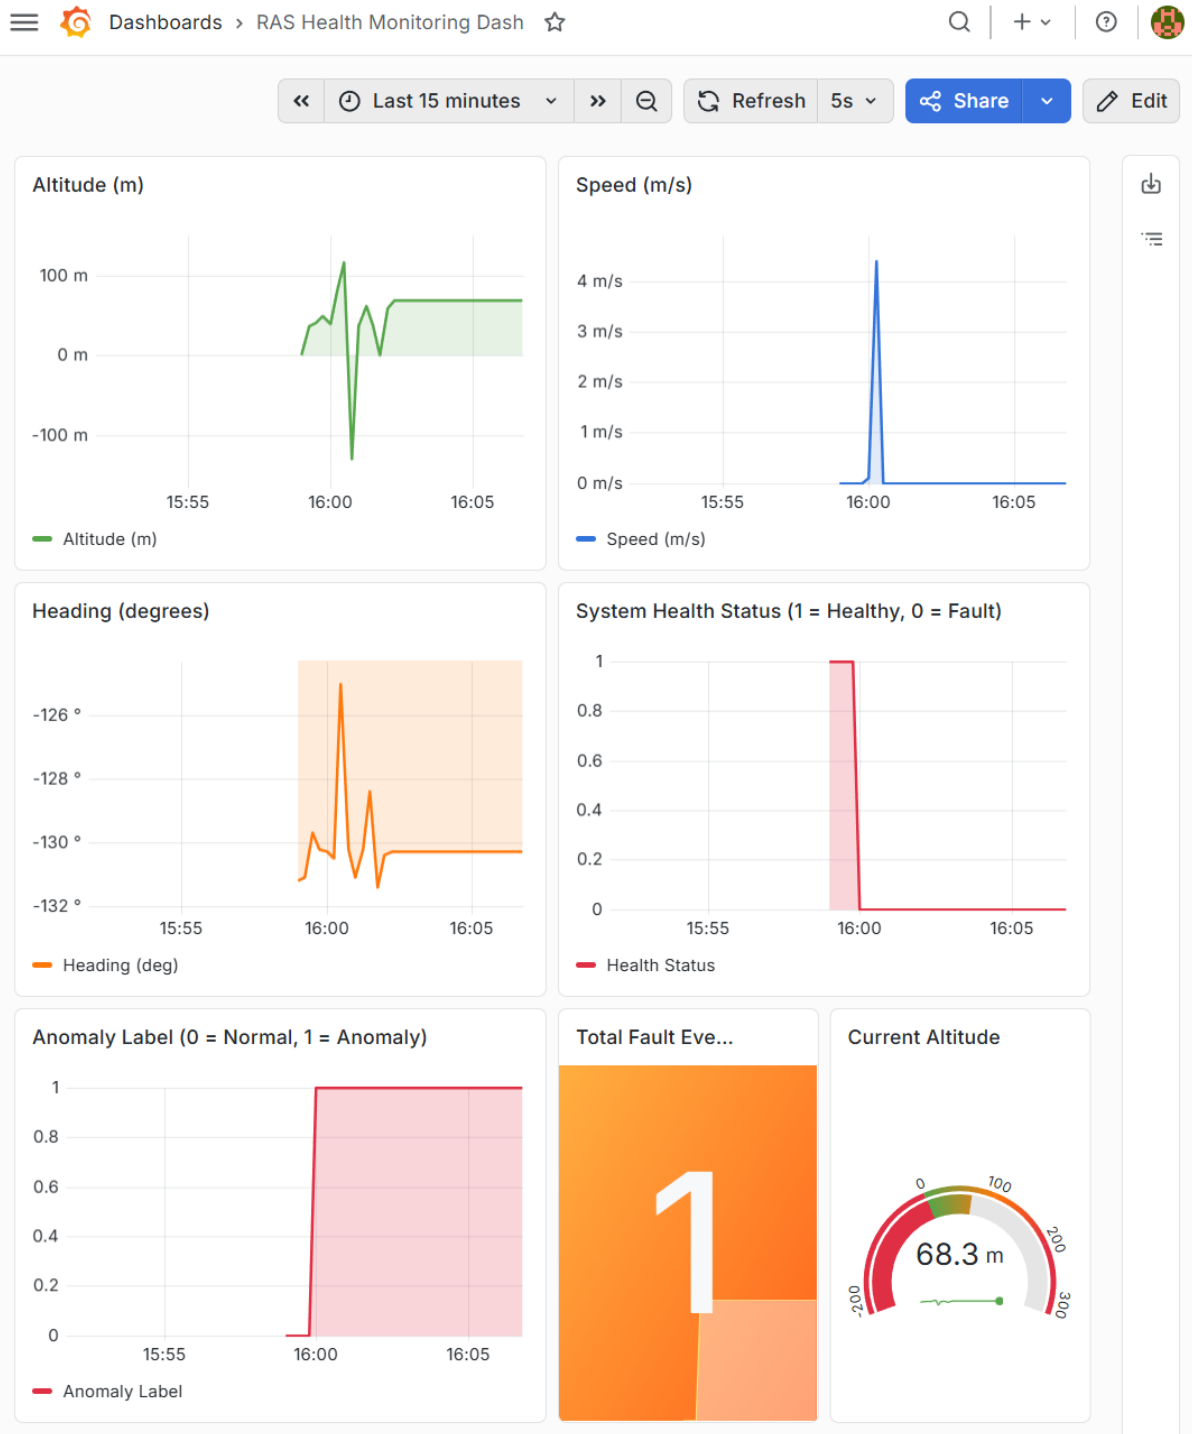 Dashboards › RAS Health Monitoring Dash
Last 15 minutes
Refresh 5s
Share
Edit
Altitude (m)
100 m
0 m
-100 m
15:55 16:00 16:05
Altitude (m)
Speed (m/s)
4 m/s
3 m/s
2 m/s
1 m/s
0 m/s
15:55 16:00 16:05
Speed (m/s)
Heading (degrees)
-126 °
-128 °
-130 °
-132 °
15:55 16:00 16:05
Heading (deg)
System Health Status (1 = Healthy, 0 = Fault)
1
0.8
0.6
0.4
0.2
0
15:55 16:00 16:05
Health Status
Anomaly Label (0 = Normal, 1 = Anomaly)
1
0.8
0.6
0.4
0.2
0
15:55 16:00 16:05
Anomaly Label
Total Fault Eve...
1
Current Altitude
-200
0
100
200
300
68.3 m